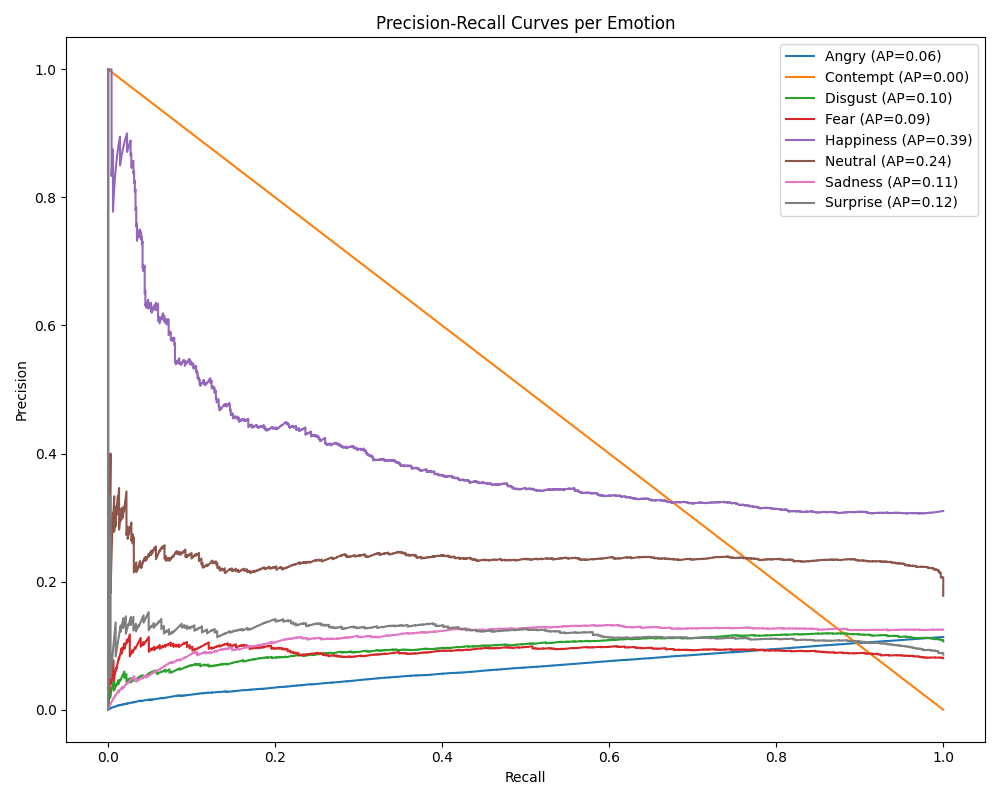 Precision-Recall Curves per Emotion
Angry (AP=0.06)
Contempt (AP=0.00)
Disgust (AP=0.10)
Fear (AP=0.09)
Happiness (AP=0.39)
Neutral (AP=0.24)
Sadness (AP=0.11)
Surprise (AP=0.12)
Precision
1.0
0.8
0.6
0.4
0.2
0.0
0.0 0.2 0.4 0.6 0.8 1.0
Recall